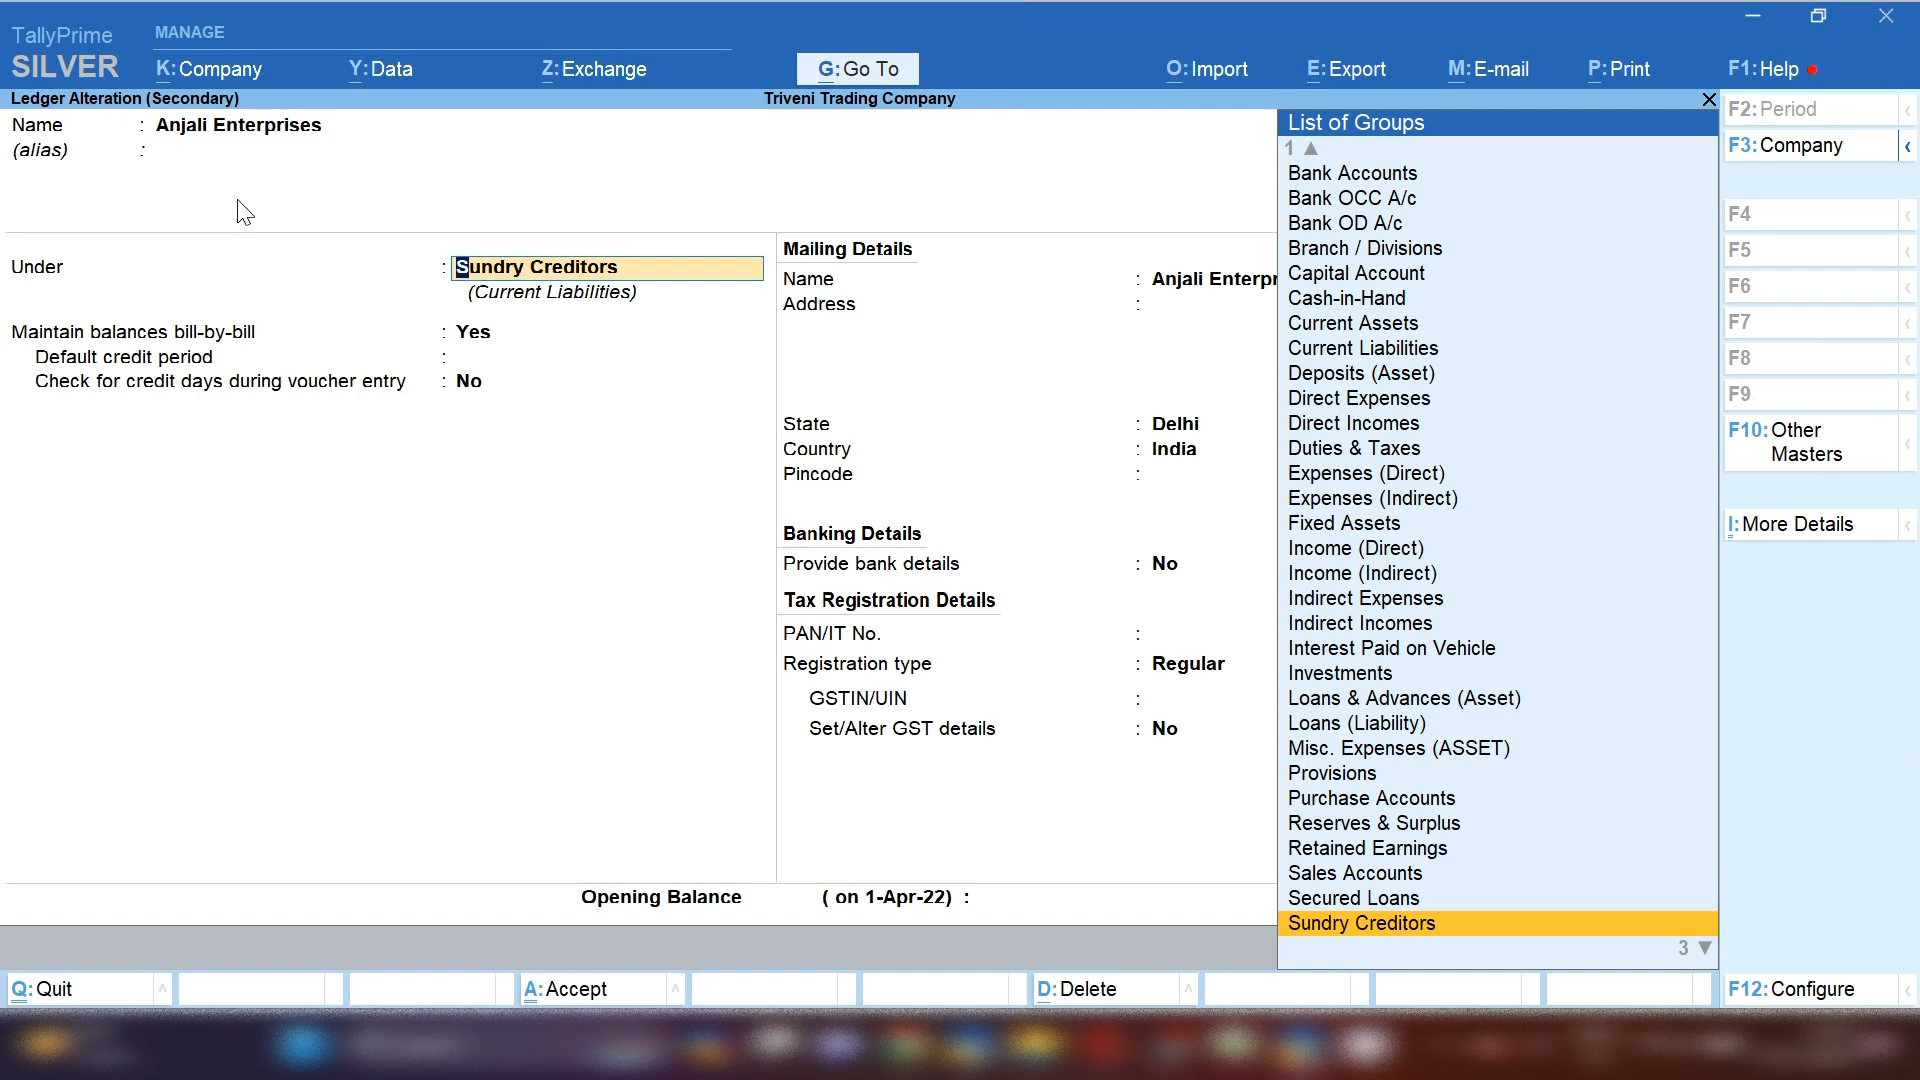 TallyPrime
SILVER
MANAGE
K:Company Y:Data Z:Exchange G:Go To O:Import E:Export M:E-mail P:Print F1:Help
Ledger Alteration (Secondary) Triveni Trading Company
Name : Anjali Enterprises
(alias) :
Under : Sundry Creditors
(Current Liabilities)
Maintain balances bill-by-bill : Yes
Default credit period :
Check for credit days during voucher entry : No
Mailing Details
Name : Anjali Enterpr
Address :
State : Delhi
Country : India
Pincode :
Banking Details
Provide bank details : No
Tax Registration Details
PAN/IT No. :
Registration type : Regular
GSTIN/UIN :
Set/Alter GST details : No
Opening Balance ( on 1-Apr-22) :
List of Groups
1 ▲
Bank Accounts
Bank OCC A/c
Bank OD A/c
Branch / Divisions
Capital Account
Cash-in-Hand
Current Assets
Current Liabilities
Deposits (Asset)
Direct Expenses
Direct Incomes
Duties & Taxes
Expenses (Direct)
Expenses (Indirect)
Fixed Assets
Income (Direct)
Income (Indirect)
Indirect Expenses
Indirect Incomes
Interest Paid on Vehicle
Investments
Loans & Advances (Asset)
Loans (Liability)
Misc. Expenses (ASSET)
Provisions
Purchase Accounts
Reserves & Surplus
Retained Earnings
Sales Accounts
Secured Loans
Sundry Creditors
3 ▼
F2:Period
F3:Company
F4
F5
F6
F7
F8
F9
F10:Other
Masters
I:More Details
F12:Configure
Q:Quit A:Accept D:Delete